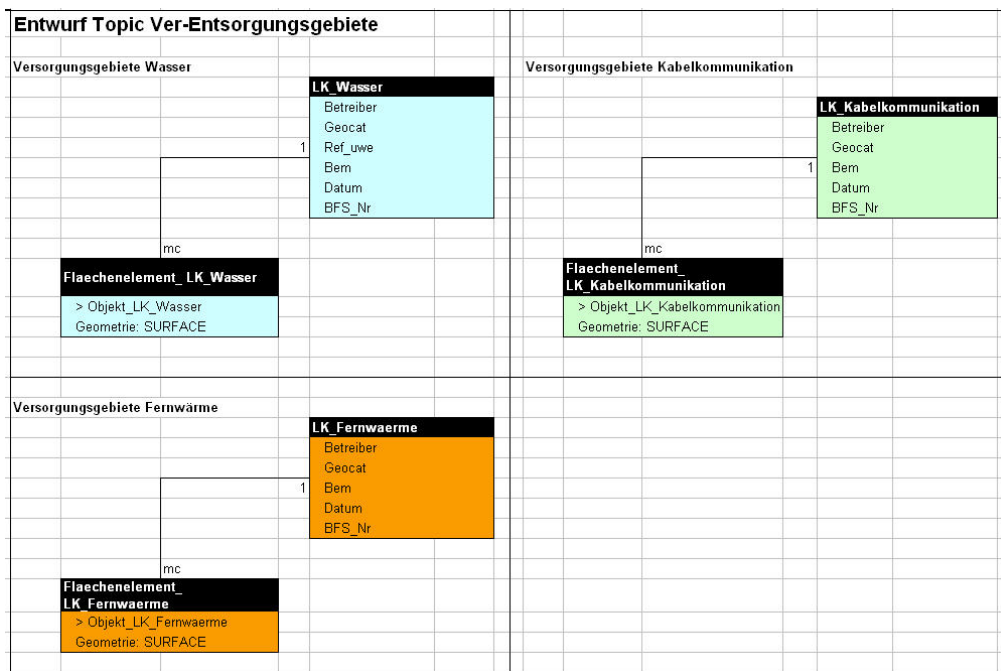 Entwurf Topic Ver-Entsorgungsgebiete
Versorgungsgebiete Wasser
LK_Wasser
Betreiber
Geocat
1 Ref_uwe
Bem
Datum
BFS_Nr
mc
Flaechenelement_ LK_Wasser
> Objekt_LK_Wasser
Geometrie: SURFACE
Versorgungsgebiete Kabelkommunikation
LK_Kabelkommunikation
Betreiber
Geocat
1 Bem
Datum
BFS_Nr
mc
Flaechenelement_
LK_Kabelkommunikation
> Objekt_LK_Kabelkommunikation
Geometrie: SURFACE
Versorgungsgebiete Fernwärme
LK_Fernwaerme
Betreiber
Geocat
1 Bem
Datum
BFS_Nr
mc
Flaechenelement_
LK_Fernwaerme
> Objekt_LK_Fernwaerme
Geometrie: SURFACE